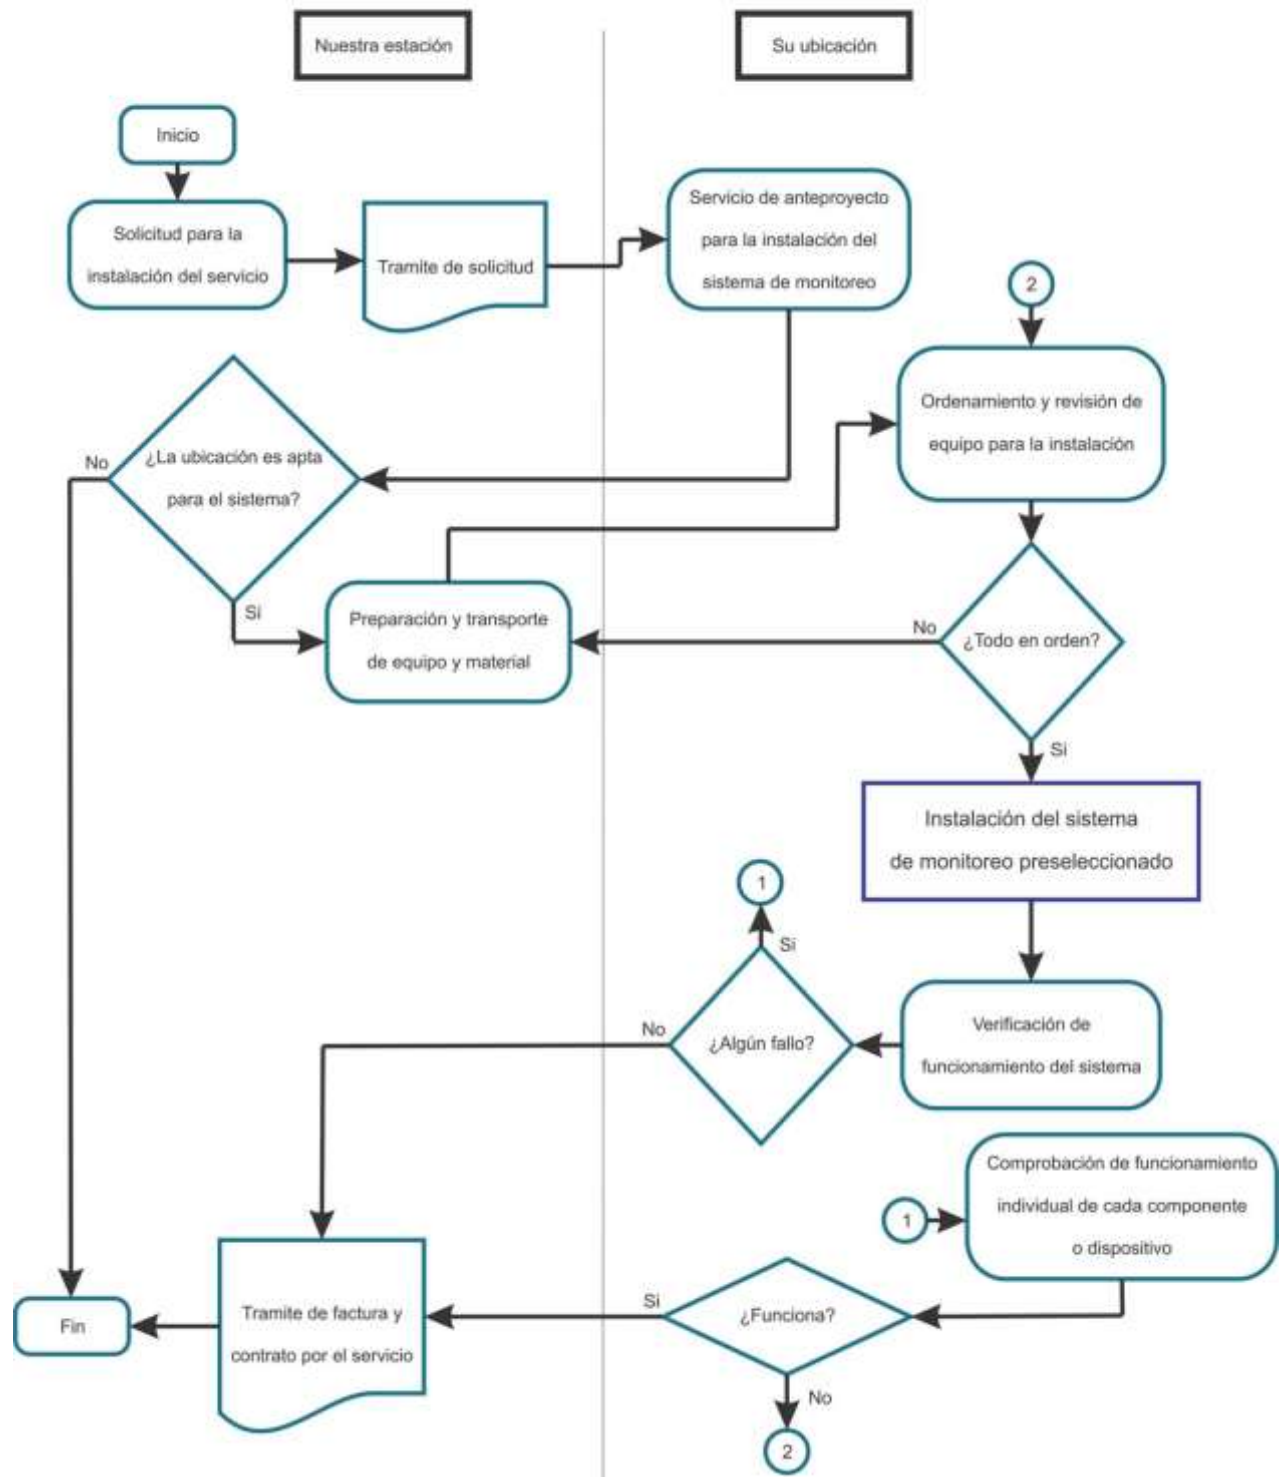 Nuestra estación
Su ubicación
Inicio
Solicitud para la
instalación del servicio
Tramite de solicitud
Servicio de anteproyecto
para la instalación del
sistema de monitoreo
2
Ordenamiento y revisión de
equipo para la instalación
¿La ubicación es apta
para el sistema?
No
Si
Preparación y transporte
de equipo y material
No
¿Todo en orden?
Si
Instalación del sistema
de monitoreo preseleccionado
1
Si
No
¿Algún fallo?
Verificación de
funcionamiento del sistema
Comprobación de funcionamiento
individual de cada componente
o dispositivo
1
¿Funciona?
Si
No
2
Tramite de factura y
contrato por el servicio
Fin